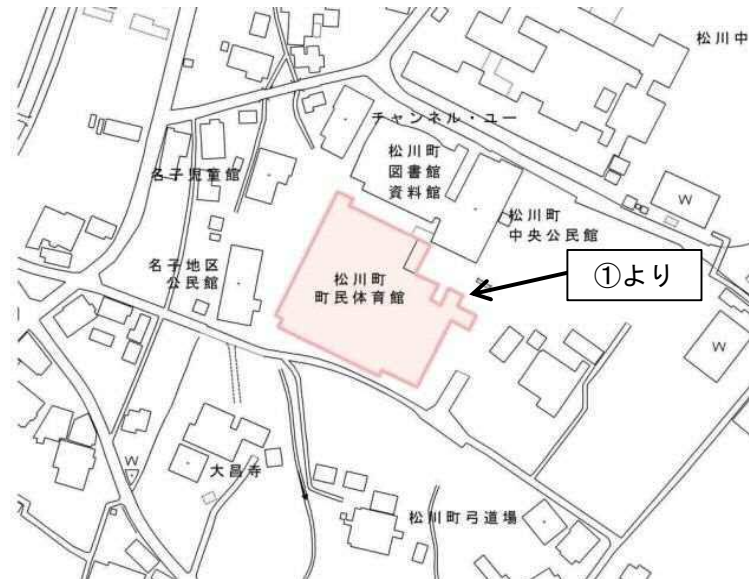 松川中
チャンネル・ユー
松川町
図書館
資料館
名子児童館
松川町
中央公民館
名子地区
公民館
松川町
町民体育館
①より
W
W
W
大昌寺
松川町弓道場